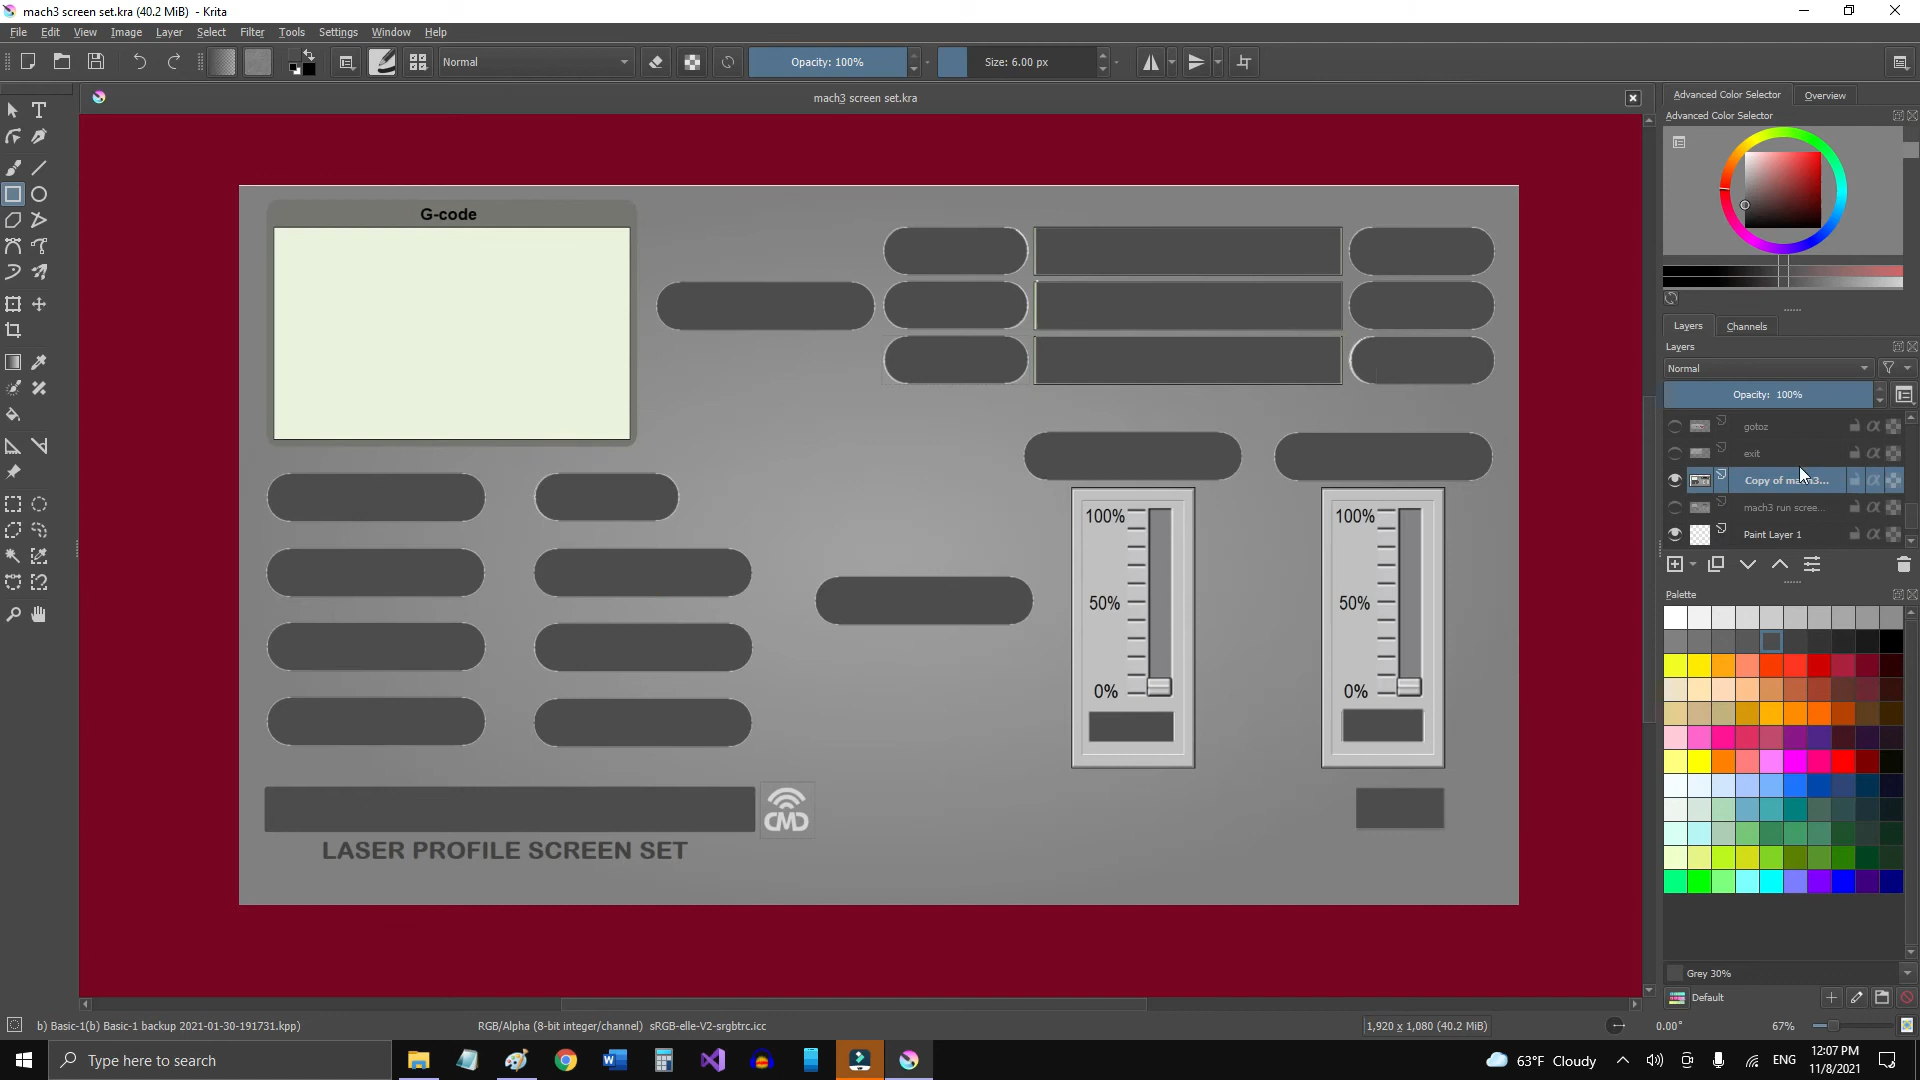 mach3 screen set.kra (40.2 MiB) - Krita
File Edit View Image Layer Select Filter Tools Settings Window Help
Normal
Opacity: 100%
Size: 6.00 px
mach3 screen set.kra
Advanced Color Selector
Overview
Advanced Color Selector
G-code
Layers
Channels
Layers
Normal
Opacity: 100%
gotoz
exit
Copy of mach3...
mach3 run scree...
Paint Layer 1
100%
50%
0%
100%
50%
0%
Palette
CMD
LASER PROFILE SCREEN SET
Grey 30%
Default
b) Basic-1(b) Basic-1 backup 2021-01-30-191731.kpp)
RGB/Alpha (8-bit integer/channel) sRGB-elle-V2-srgbtrc.icc
1,920 x 1,080 (40.2 MiB)
0.00°
67%
Type here to search
63°F Cloudy
ENG
12:07 PM
11/8/2021